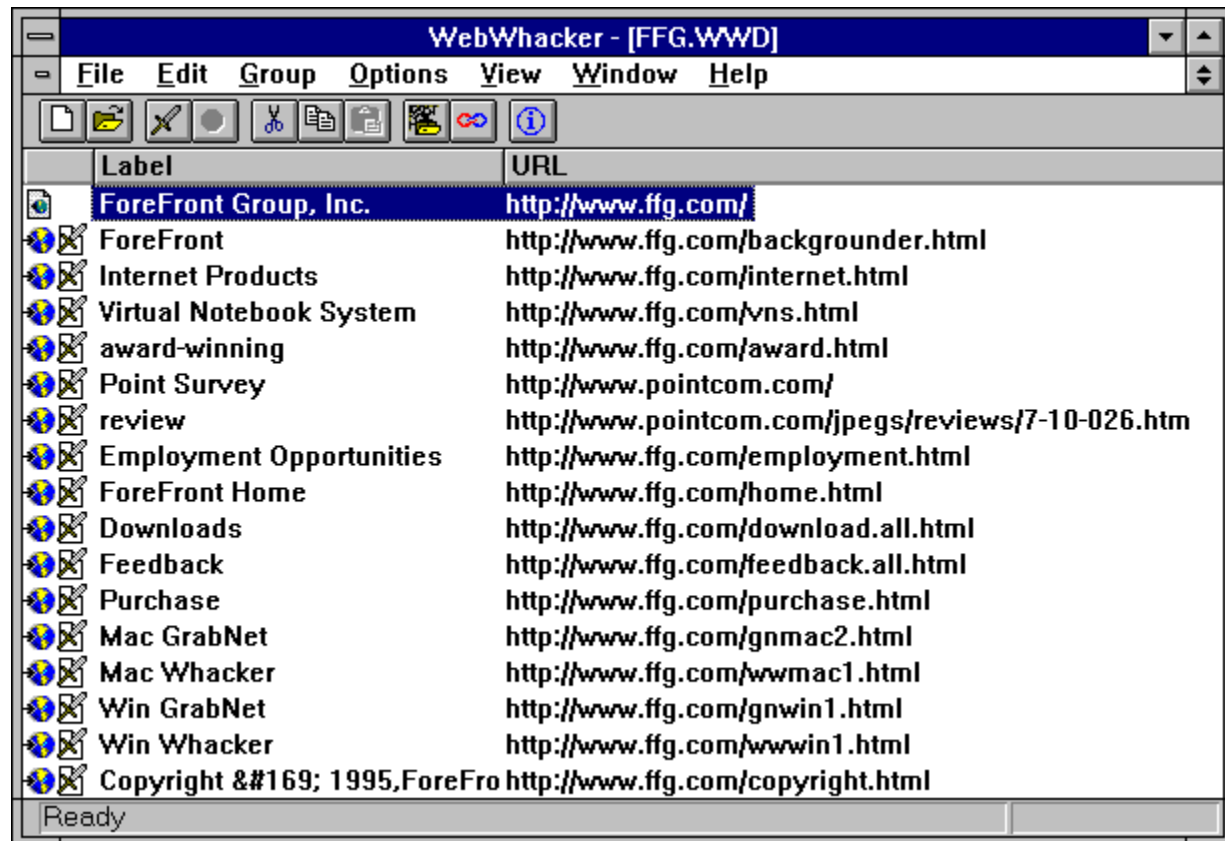 WebWhacker - [FFG.WWD]
File Edit Group Options View Window Help
Label URL
ForeFront Group, Inc. http://www.ffg.com/
ForeFront http://www.ffg.com/backgrounder.html
Internet Products http://www.ffg.com/internet.html
Virtual Notebook System http://www.ffg.com/vns.html
award-winning http://www.ffg.com/award.html
Point Survey http://www.pointcom.com/
review http://www.pointcom.com/jpegs/reviews/7-10-026.htm
Employment Opportunities http://www.ffg.com/employment.html
ForeFront Home http://www.ffg.com/home.html
Downloads http://www.ffg.com/download.all.html
Feedback http://www.ffg.com/feedback.all.html
Purchase http://www.ffg.com/purchase.html
Mac GrabNet http://www.ffg.com/gnmac2.html
Mac Whacker http://www.ffg.com/wwmac1.html
Win GrabNet http://www.ffg.com/gnwin1.html
Win Whacker http://www.ffg.com/wwwin1.html
Copyright &#169; 1995,ForeFro http://www.ffg.com/copyright.html
Ready